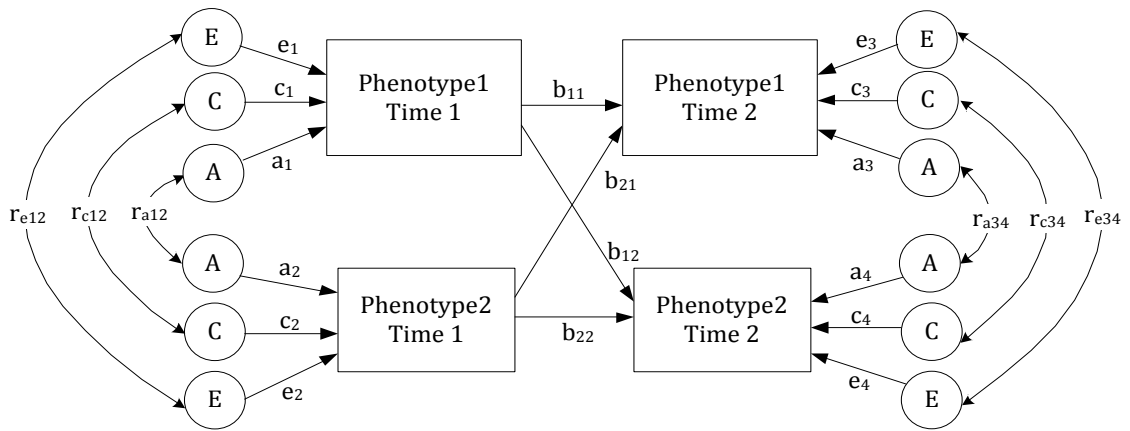 E e1 Phenotype1 Time 1 b11 Phenotype1 Time 2 e3 E
C c1 c3 C
A a1 b21 a3 A
re12 rc12 ra12 ra34 rc34 re34
A a2 b12 a4 A
C c2 Phenotype2 Time 1 b22 Phenotype2 Time 2 c4 C
E e2 e4 E